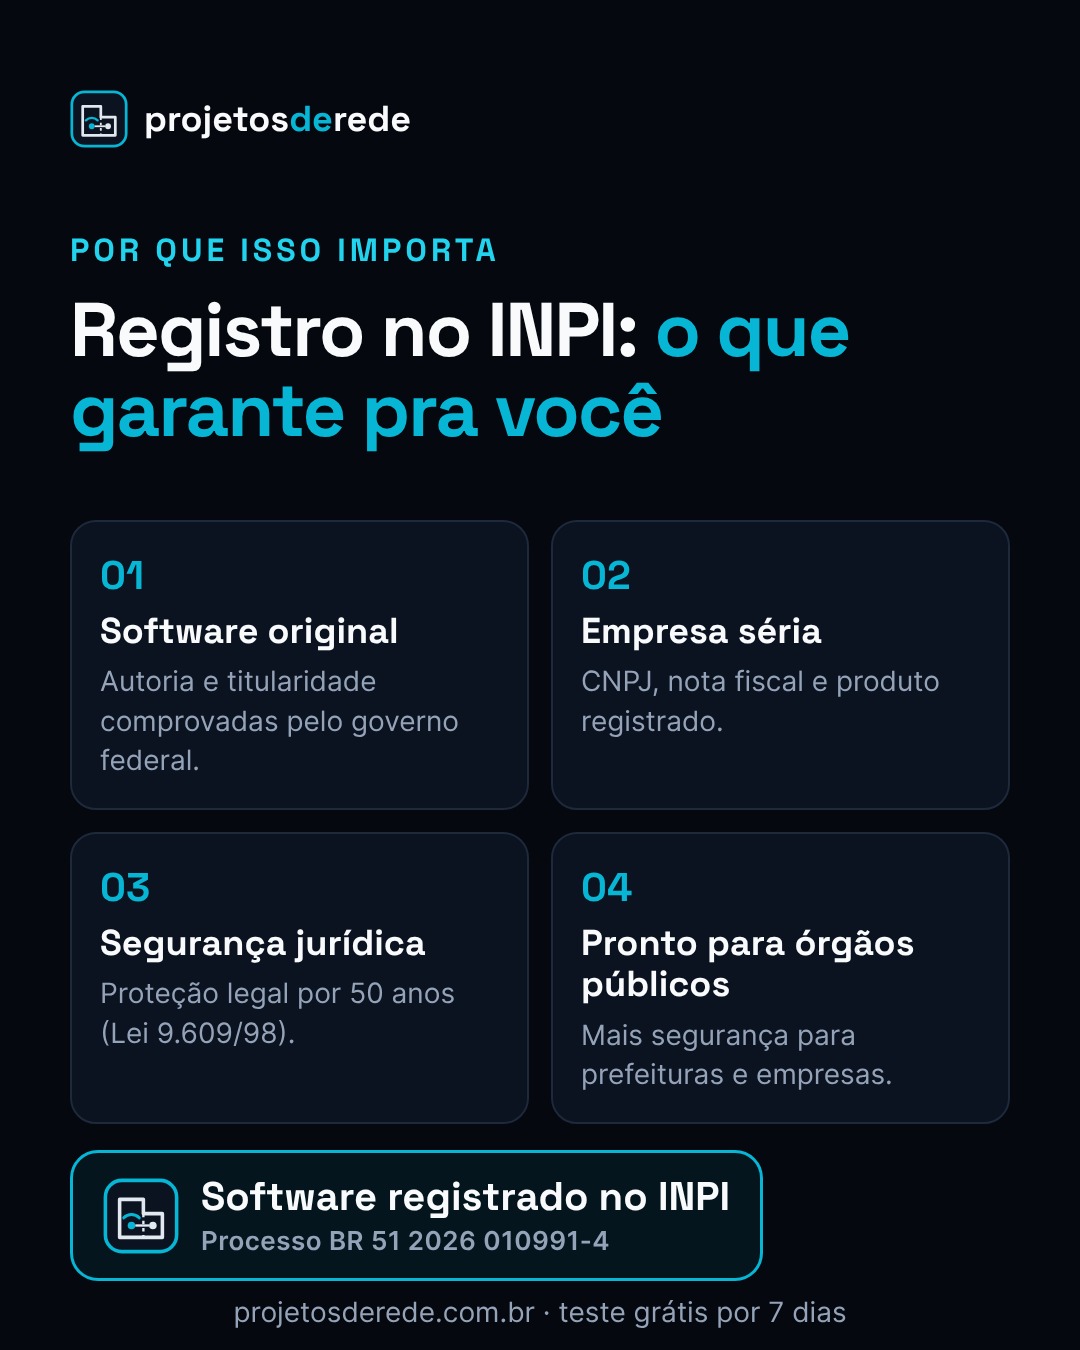 projetosderede
POR QUE ISSO IMPORTA
Registro no INPI: o que
garante pra você
01
Software original
Autoria e titularidade
comprovadas pelo governo
federal.
02
Empresa séria
CNPJ, nota fiscal e produto
registrado.
03
Segurança jurídica
Proteção legal por 50 anos
(Lei 9.609/98).
04
Pronto para órgãos
públicos
Mais segurança para
prefeituras e empresas.
Software registrado no INPI
Processo BR 51 2026 010991-4
projetosderede.com.br · teste grátis por 7 dias